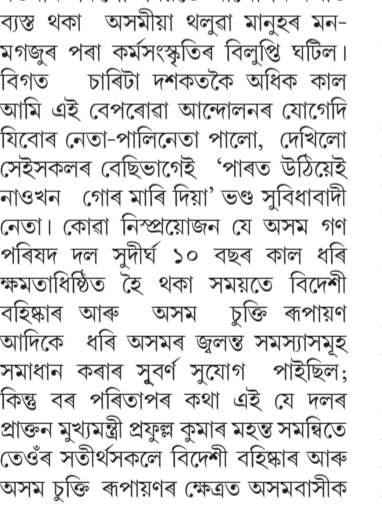 ব্যস্ত থকা অসমীয়া থলুৱা মানুহৰ মন-
মগজুৰ পৰা কৰ্মসংস্কৃতিৰ বিলুপ্তি ঘটিল।
বিগত চাৰিটা দশকতকৈ অধিক কাল
আমি এই বেপৰোৱা আন্দোলনৰ যোগেদি
যিবোৰ নেতা-পালিনেতা পালো, দেখিলো
সেইসকলৰ বেছিভাগেই ‘পাৰত উঠিয়েই
নাওখন গোৰ মাৰি দিয়া’ ভণ্ড সুবিধাবাদী
নেতা। কোৱা নিস্প্ৰয়োজন যে অসম গণ
পৰিষদ দল সুদীৰ্ঘ ১০ বছৰ কাল ধৰি
ক্ষমতাধিষ্ঠিত হৈ থকা সময়তে বিদেশী
বহিষ্কাৰ আৰু অসম চুক্তি ৰূপায়ণ
আদিকে ধৰি অসমৰ জ্বলন্ত সমস্যাসমূহ
সমাধান কৰাৰ সুবৰ্ণ সুযোগ পাইছিল;
কিন্তু বৰ পৰিতাপৰ কথা এই যে দলৰ
প্ৰাক্তন মুখ্যমন্ত্ৰী প্ৰফুল্ল কুমাৰ মহন্ত সমন্বিতে
তেওঁৰ সতীৰ্থসকলে বিদেশী বহিষ্কাৰ আৰু
অসম চুক্তি ৰূপায়ণৰ ক্ষেত্ৰত অসমবাসীক